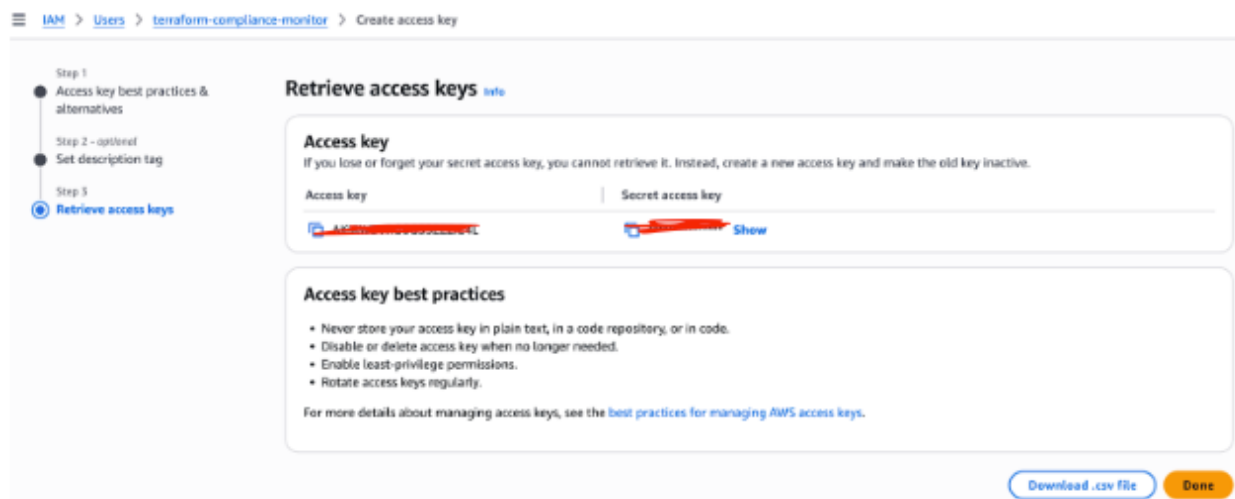 IAM > Users > terraform-compliance-monitor > Create access key
Step 1
Access key best practices &
alternatives
Step 2 - optional
Set description tag
Step 3
Retrieve access keys
Retrieve access keys Info
Access key
If you lose or forget your secret access key, you cannot retrieve it. Instead, create a new access key and make the old key inactive.
Access key
Secret access key
Show
Access key best practices
• Never store your access key in plain text, in a code repository, or in code.
• Disable or delete access key when no longer needed.
• Enable least-privilege permissions.
• Rotate access keys regularly.
For more details about managing access keys, see the best practices for managing AWS access keys.
Download .csv file
Done